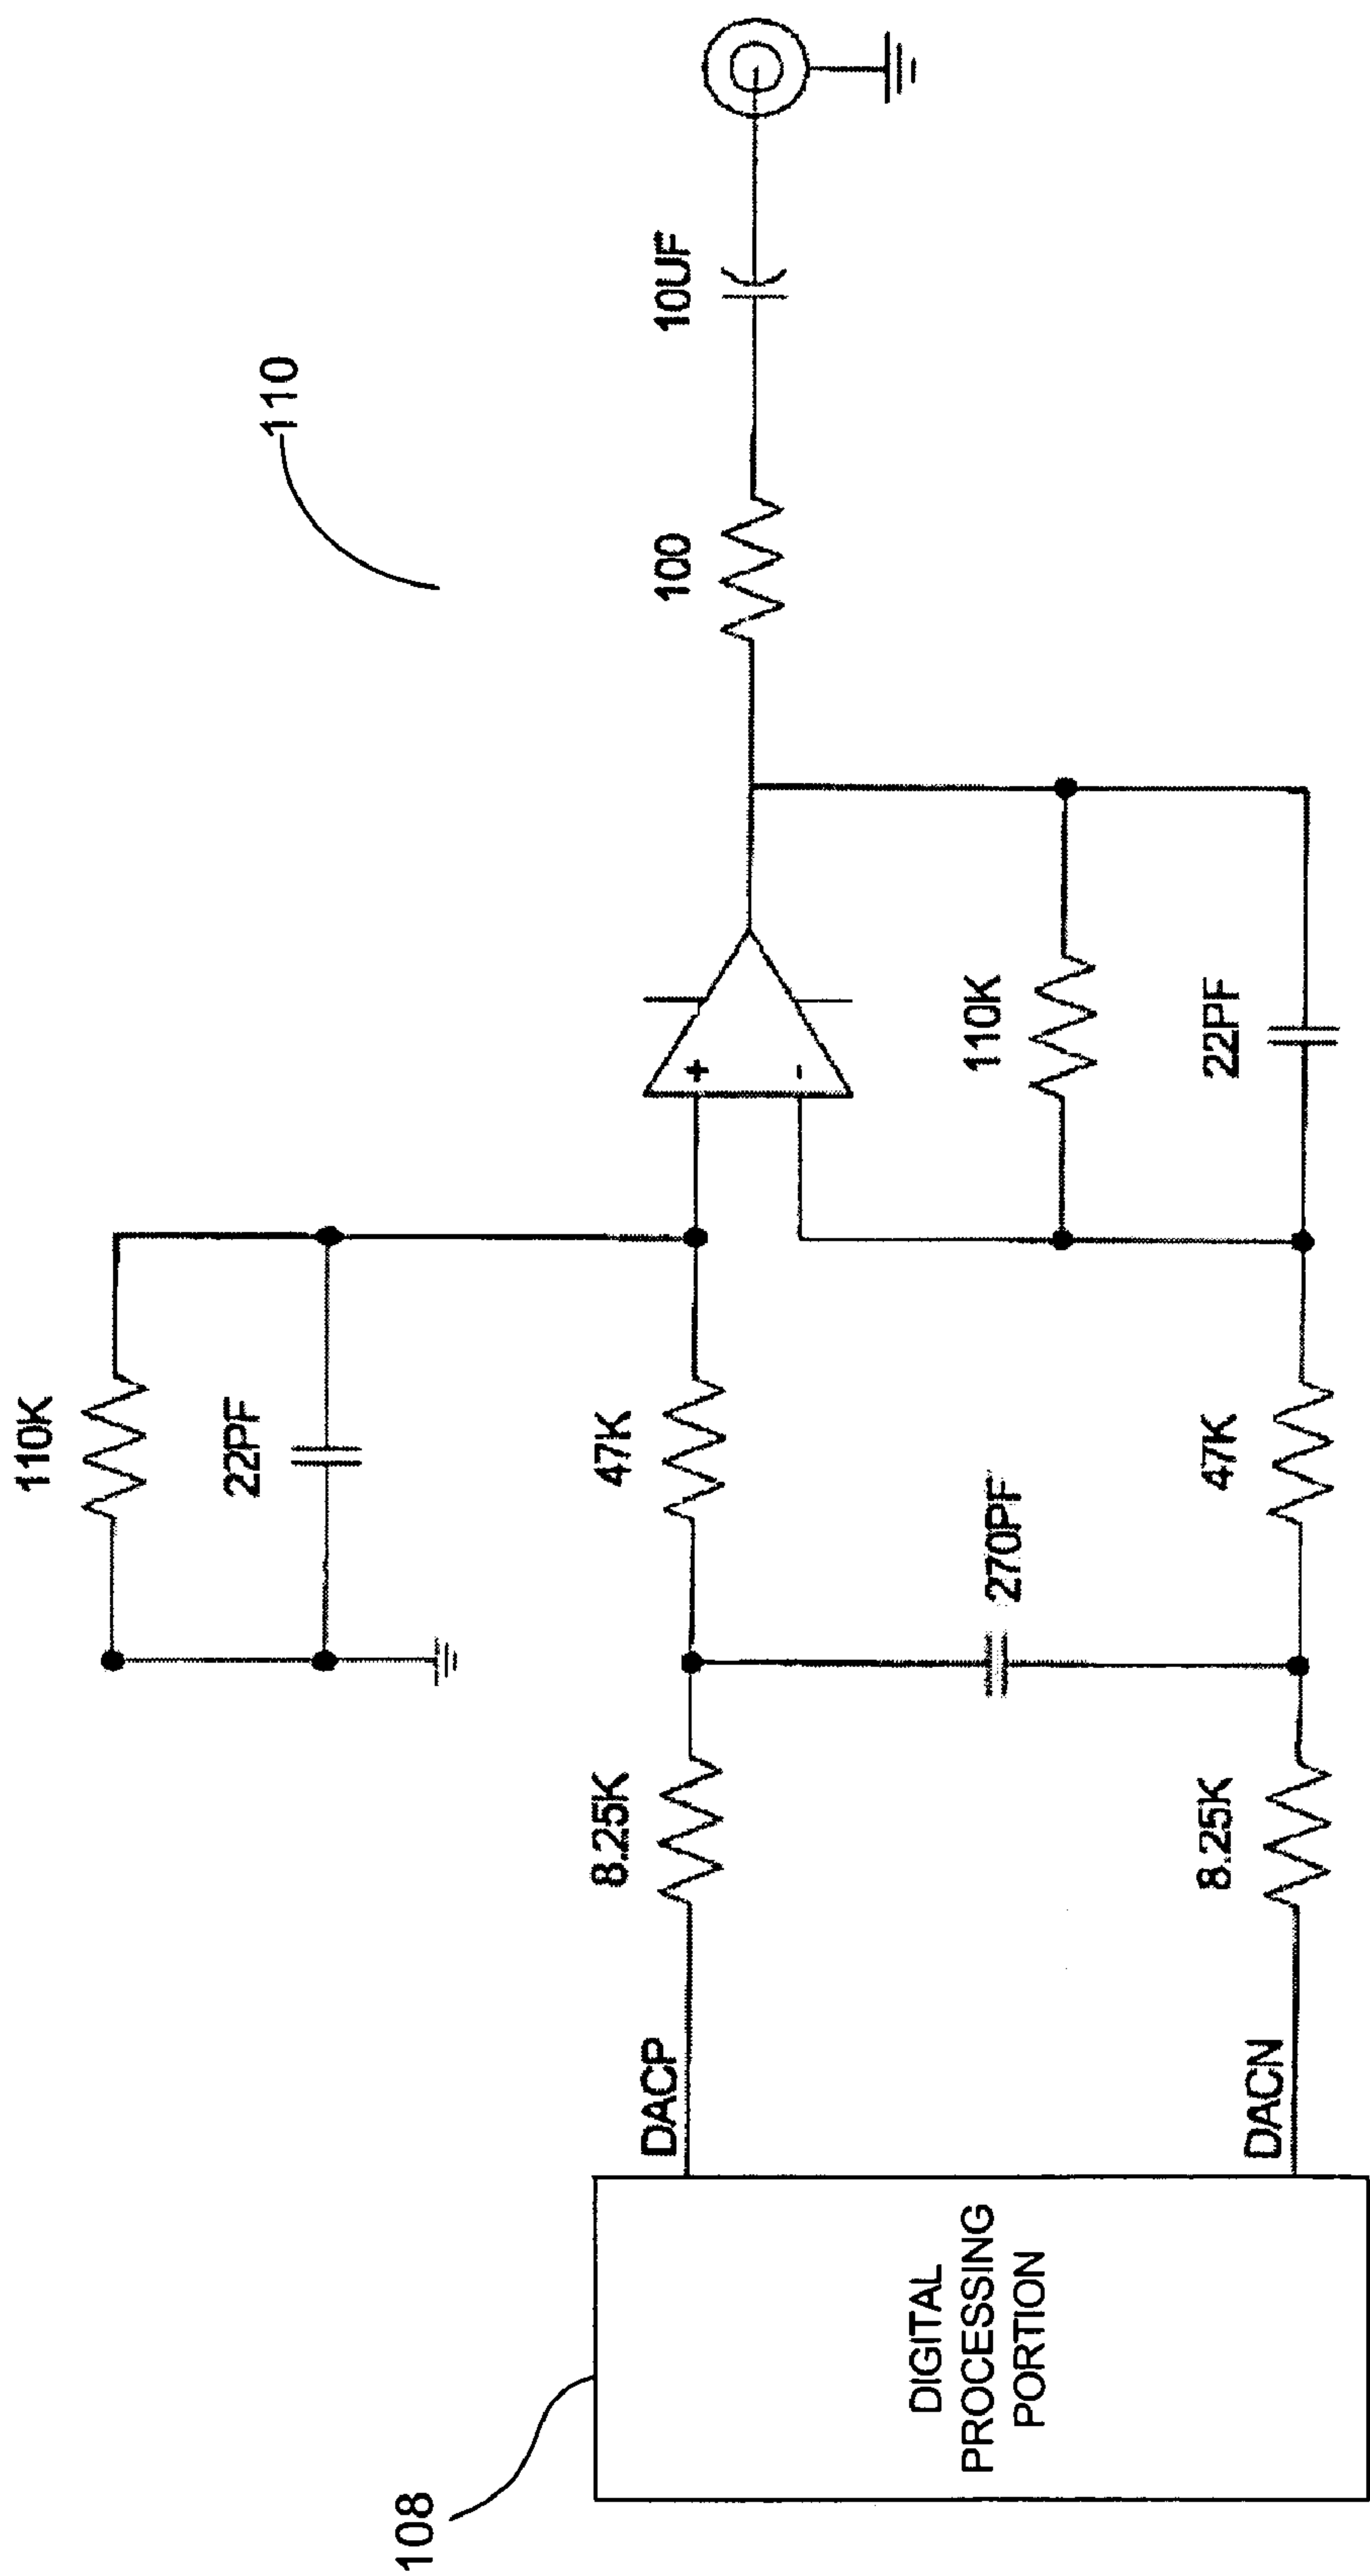 110
110K
22PF
10UF
100
47K
8.25K
DACP
270PF
110K
22PF
47K
8.25K
DACN
+
-
108
DIGITAL
PROCESSING
PORTION